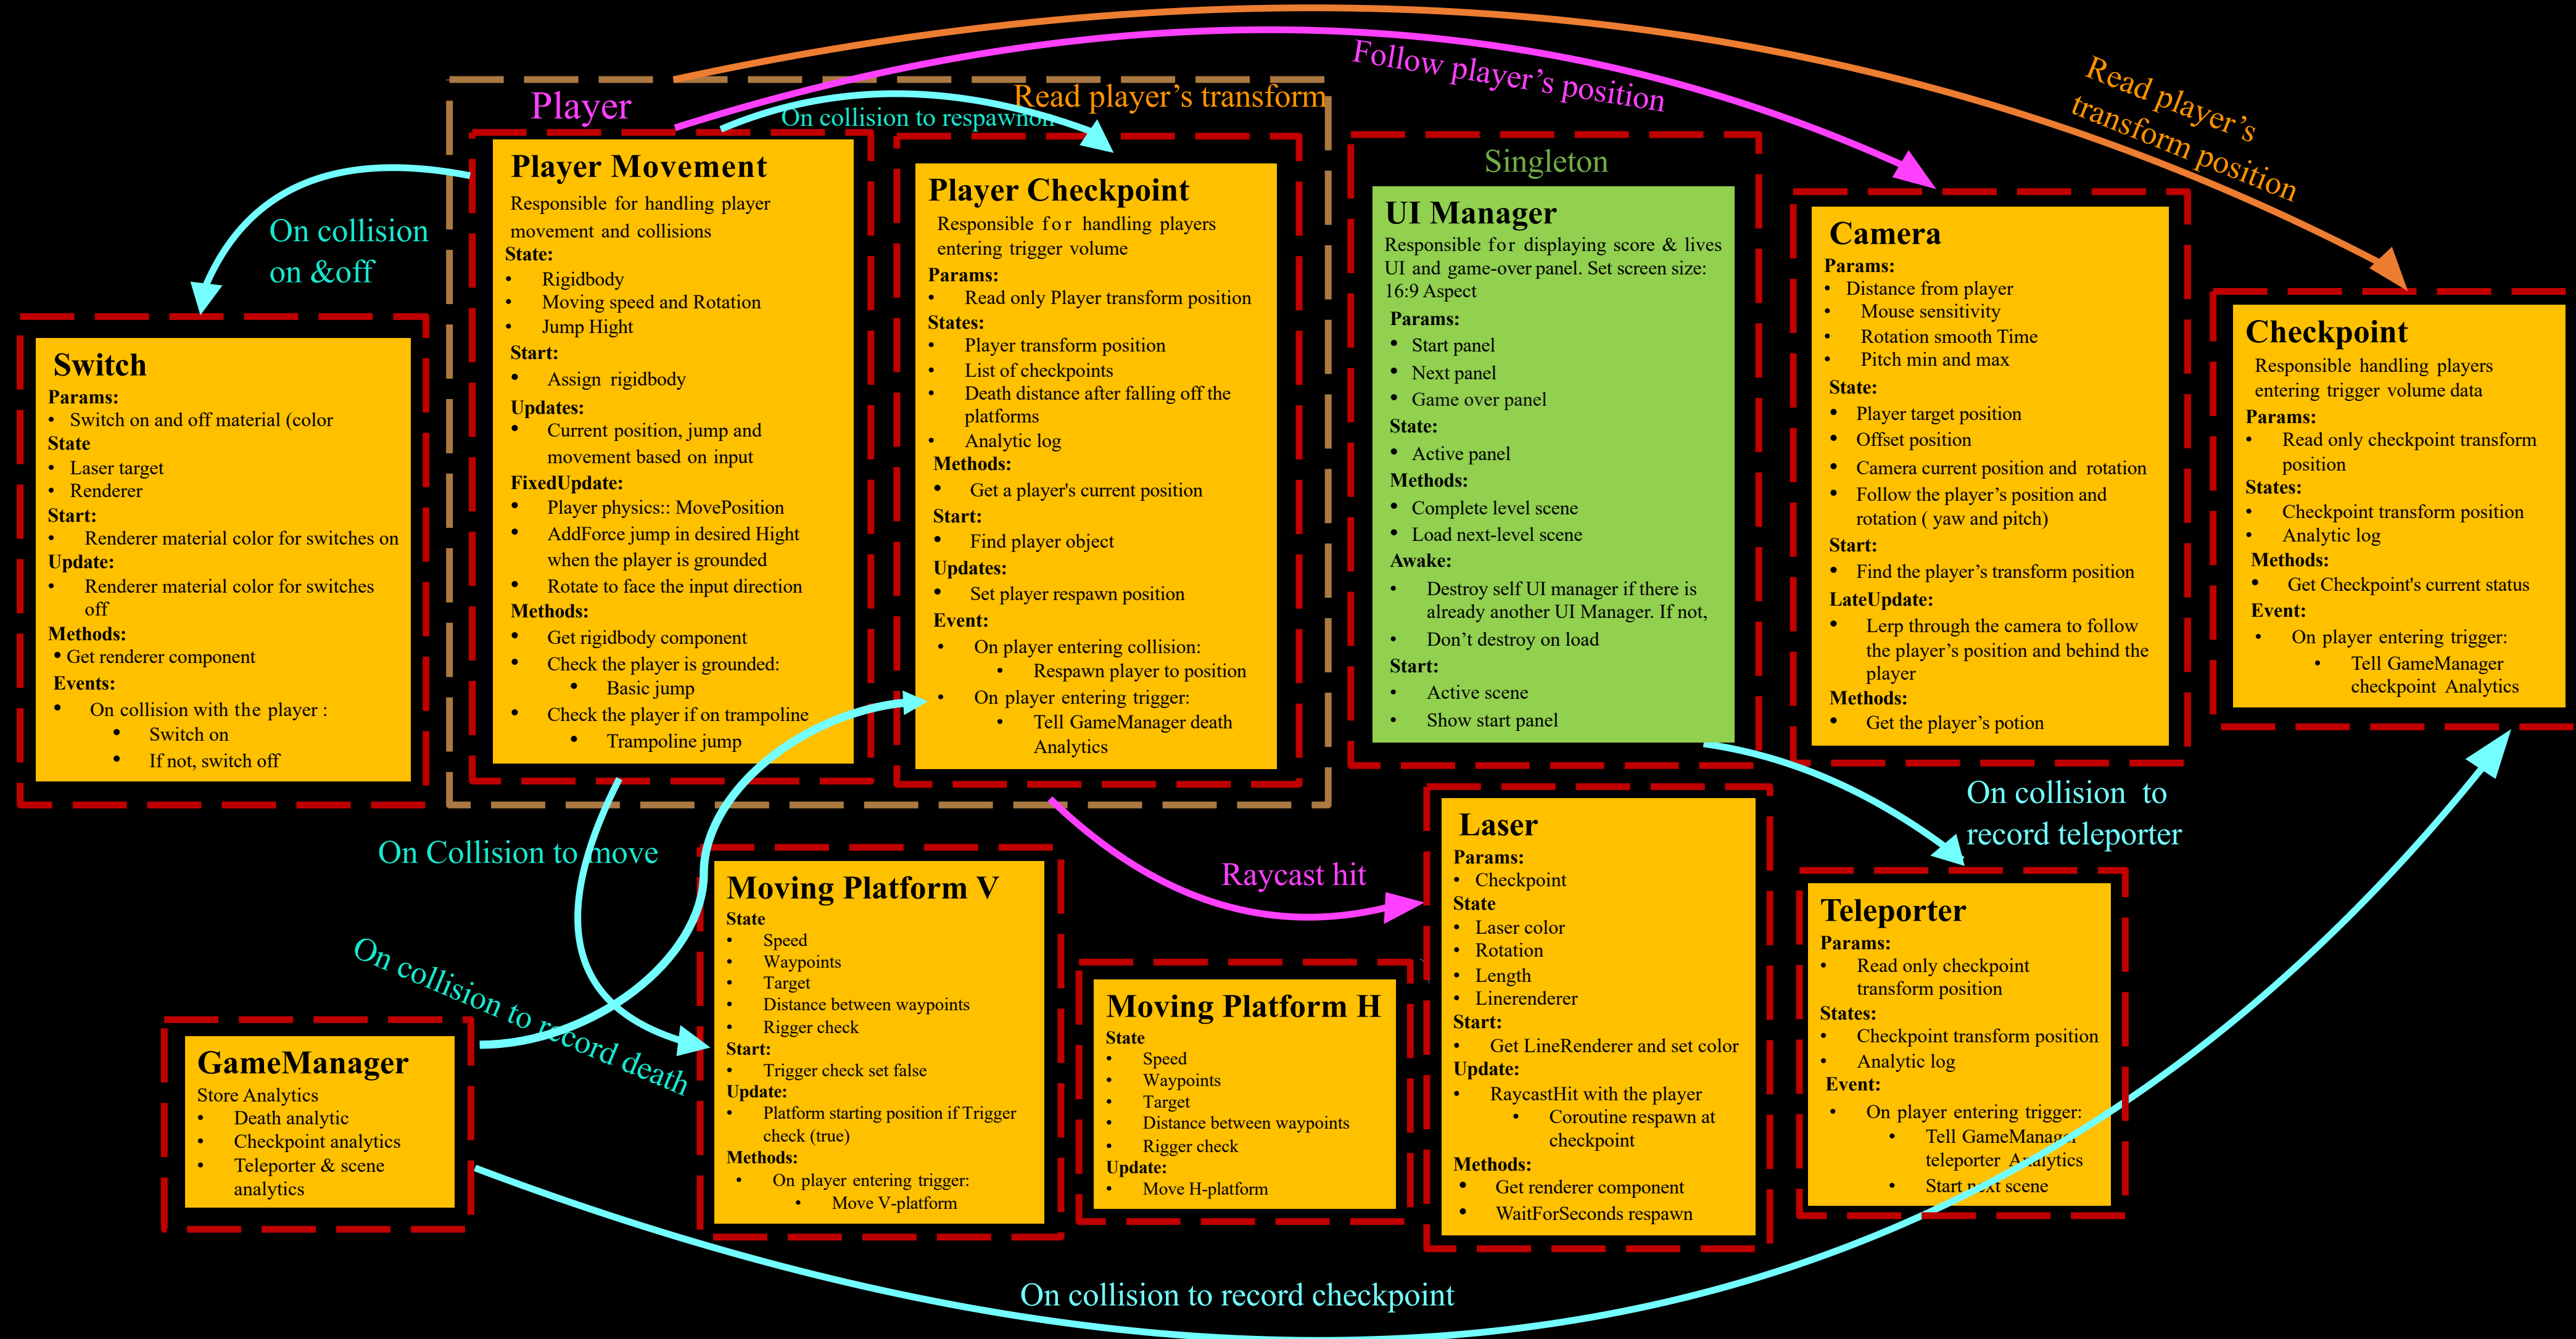 Follow player's position
Read player's
transform position
Player
Read player's transform
On collision to respawnon
On collision
on &off
Switch
Params:
• Switch on and off material (color
State
• Laser target
• Renderer
Start:
• Renderer material color for switches on
Update:
• Renderer material color for switches
off
Methods:
• Get renderer component
Events:
• On collision with the player :
• Switch on
• If not, switch off
Player Movement
Responsible for handling player
movement and collisions
State:
• Rigidbody
• Moving speed and Rotation
• Jump Hight
Start:
• Assign rigidbody
Updates:
• Current position, jump and
movement based on input
FixedUpdate:
• Player physics:: MovePosition
• AddForce jump in desired Hight
when the player is grounded
• Rotate to face the input direction
Methods:
• Get rigidbody component
• Check the player is grounded:
• Basic jump
• Check the player if on trampoline
• Trampoline jump
Player Checkpoint
Responsible for handling players
entering trigger volume
Params:
• Read only Player transform position
States:
• Player transform position
• List of checkpoints
• Death distance after falling off the
platforms
• Analytic log
Methods:
• Get a player's current position
Start:
• Find player object
Updates:
• Set player respawn position
Event:
• On player entering collision:
• Respawn player to position
• On player entering trigger:
• Tell GameManager death
Analytics
Singleton
UI Manager
Responsible for displaying score & lives
UI and game-over panel. Set screen size:
16:9 Aspect
Params:
• Start panel
• Next panel
• Game over panel
State:
• Active panel
Methods:
• Complete level scene
• Load next-level scene
Awake:
• Destroy self UI manager if there is
already another UI Manager. If not,
• Don't destroy on load
Start:
• Active scene
• Show start panel
Camera
Params:
• Distance from player
• Mouse sensitivity
• Rotation smooth Time
• Pitch min and max
State:
• Player target position
• Offset position
• Camera current position and rotation
• Follow the player's position and
rotation ( yaw and pitch)
Start:
• Find the player's transform position
LateUpdate:
• Lerp through the camera to follow
the player's position and behind the
player
Methods:
• Get the player's potion
Checkpoint
Responsible handling players
entering trigger volume data
Params:
• Read only checkpoint transform
position
States:
• Checkpoint transform position
• Analytic log
Methods:
• Get Checkpoint's current status
Event:
• On player entering trigger:
• Tell GameManager
checkpoint Analytics
On Collision to move
On collision to record death
Raycast hit
On collision to
record teleporter
GameManager
Store Analytics
• Death analytic
• Checkpoint analytics
• Teleporter & scene
analytics
Moving Platform V
State
• Speed
• Waypoints
• Target
• Distance between waypoints
• Rigger check
Start:
• Trigger check set false
Update:
• Platform starting position if Trigger
check (true)
Methods:
• On player entering trigger:
• Move V-platform
Moving Platform H
State
• Speed
• Waypoints
• Target
• Distance between waypoints
• Rigger check
Update:
• Move H-platform
Laser
Params:
• Checkpoint
State
• Laser color
• Rotation
• Length
• Linerenderer
Start:
• Get LineRenderer and set color
Update:
• RaycastHit with the player
• Coroutine respawn at
checkpoint
Methods:
• Get renderer component
• WaitForSeconds respawn
Teleporter
Params:
• Read only checkpoint
transform position
States:
• Checkpoint transform position
• Analytic log
Event:
• On player entering trigger:
• Tell GameManager
teleporter Analytics
• Start next scene
On collision to record checkpoint